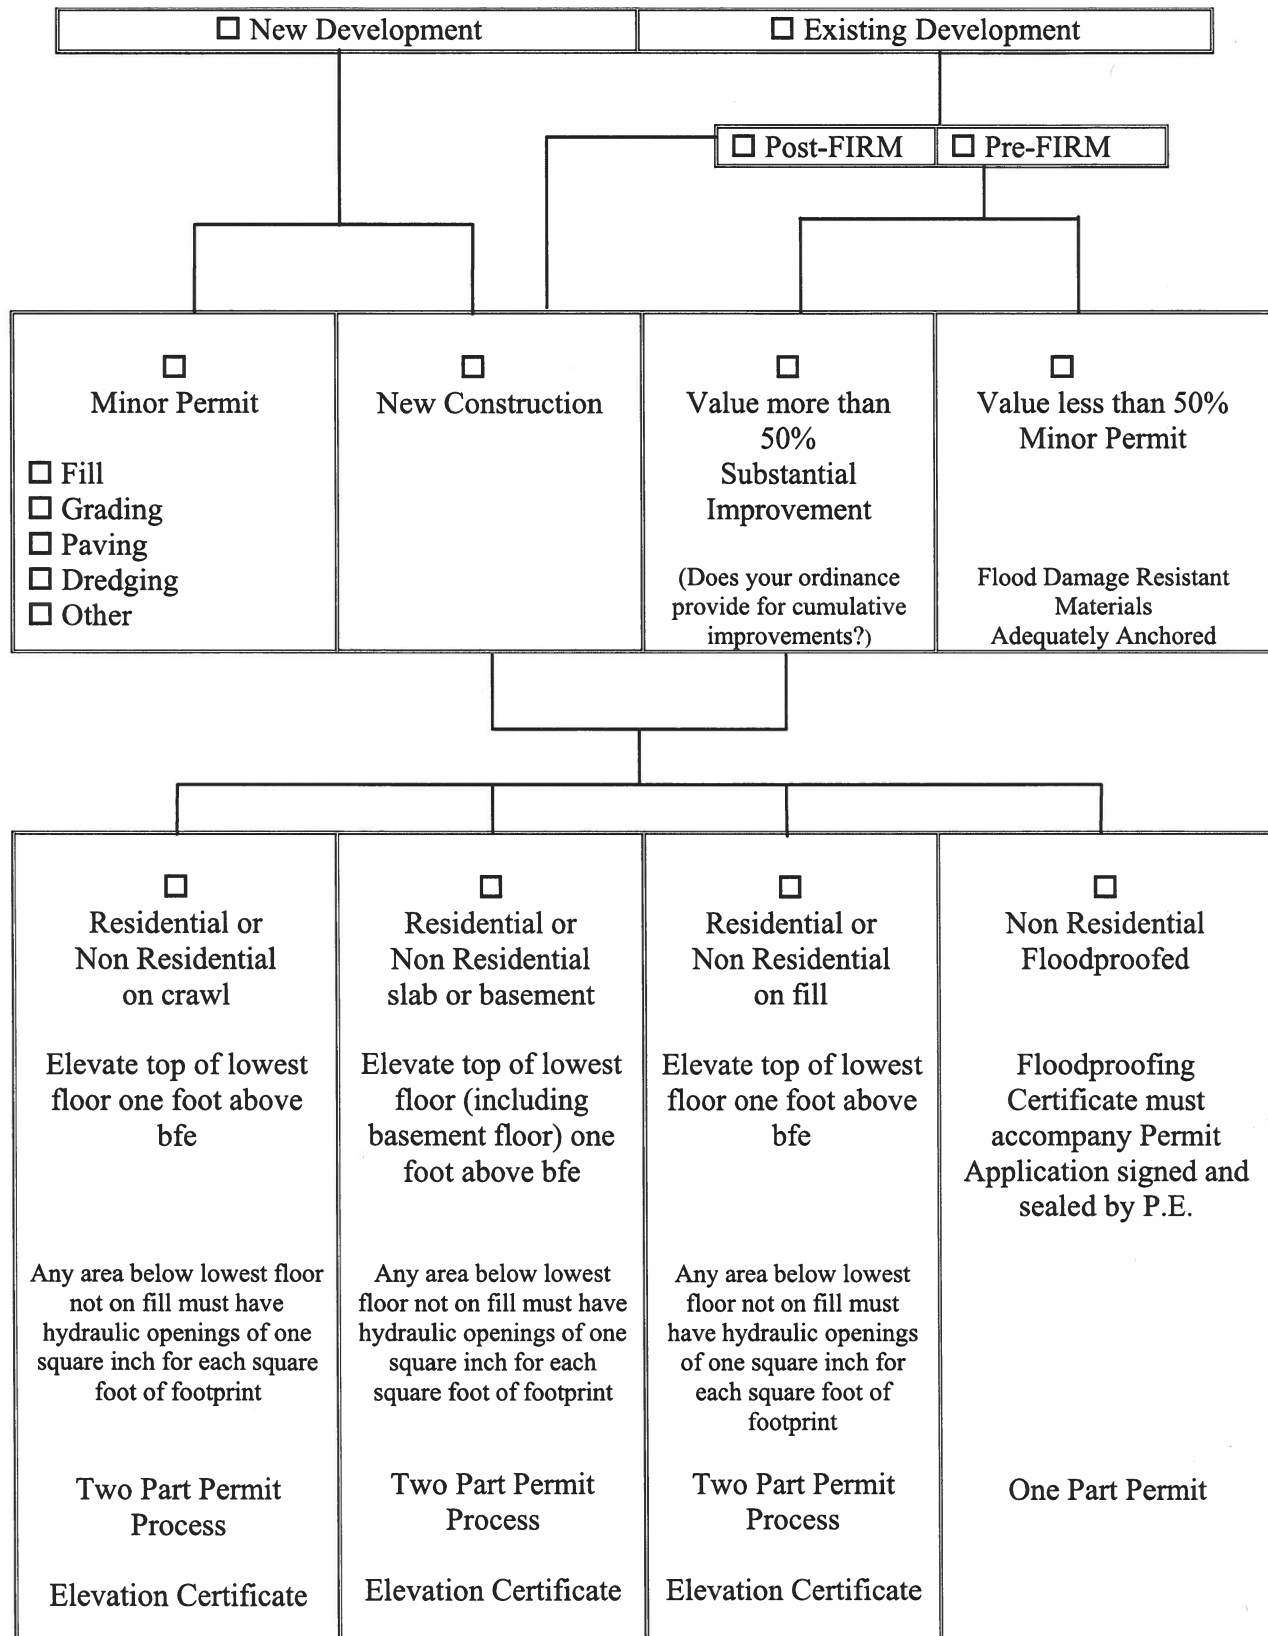 ☐ New Development
☐ Existing Development
☐ Post-FIRM
☐ Pre-FIRM
☐
Minor Permit
☐ Fill
☐ Grading
☐ Paving
☐ Dredging
☐ Other
☐
New Construction
☐
Value more than
50%
Substantial
Improvement
(Does your ordinance
provide for cumulative
improvements?)
☐
Value less than 50%
Minor Permit
Flood Damage Resistant
Materials
Adequately Anchored
☐
Residential or
Non Residential
on crawl
Elevate top of lowest
floor one foot above
bfe
Any area below lowest floor
not on fill must have
hydraulic openings of one
square inch for each square
foot of footprint
Two Part Permit
Process
Elevation Certificate
☐
Residential or
Non Residential
slab or basement
Elevate top of lowest
floor (including
basement floor) one
foot above bfe
Any area below lowest
floor not on fill must have
hydraulic openings of one
square inch for each
square foot of footprint
Two Part Permit
Process
Elevation Certificate
☐
Residential or
Non Residential
on fill
Elevate top of lowest
floor one foot above
bfe
Any area below lowest
floor not on fill must
have hydraulic openings
of one square inch for
each square foot of
footprint
Two Part Permit
Process
Elevation Certificate
☐
Non Residential
Floodproofed
Floodproofing
Certificate must
accompany Permit
Application signed and
sealed by P.E.
One Part Permit